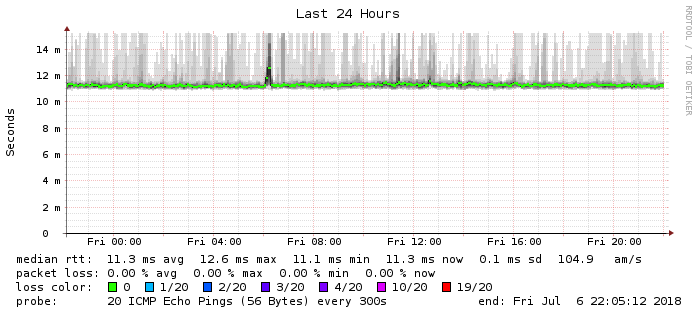 Last 24 Hours
RRDTOOL / TOBI OETIKER
Seconds
14 m
12 m
10 m
8 m
6 m
4 m
2 m
0
Fri 00:00 Fri 04:00 Fri 08:00 Fri 12:00 Fri 16:00 Fri 20:00
median rtt: 11.3 ms avg 12.6 ms max 11.1 ms min 11.3 ms now 0.1 ms sd 104.9 am/s
packet loss: 0.00 % avg 0.00 % max 0.00 % min 0.00 % now
loss color: 0 1/20 2/20 3/20 4/20 10/20 19/20
probe: 20 ICMP Echo Pings (56 Bytes) every 300s end: Fri Jul 6 22:05:12 2018